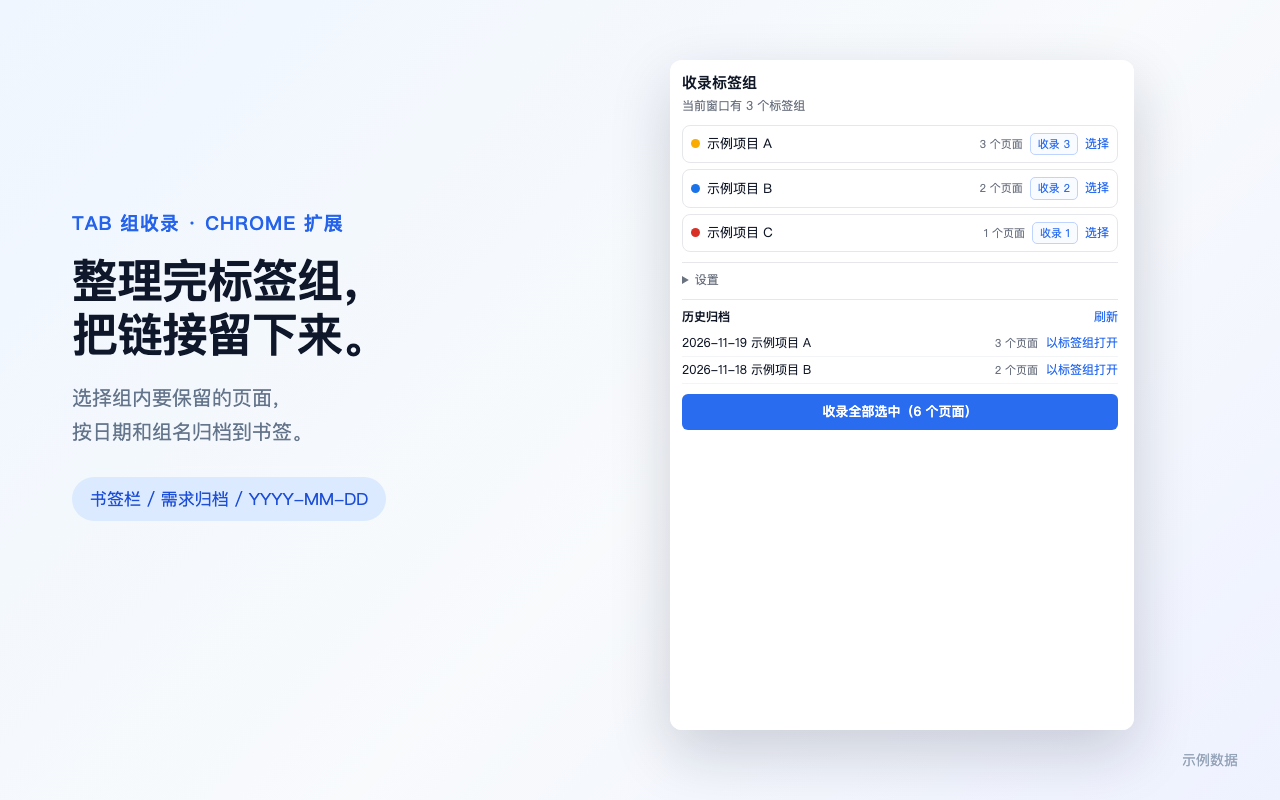 TAB 组收录 · CHROME 扩展
整理完标签组，
把链接留下来。
选择组内要保留的页面，
按日期和组名归档到书签。
书签栏 / 需求归档 / YYYY-MM-DD
收录标签组
当前窗口有 3 个标签组
示例项目 A 3 个页面 收录 3 选择
示例项目 B 2 个页面 收录 2 选择
示例项目 C 1 个页面 收录 1 选择
设置
历史归档 刷新
2026-11-19 示例项目 A 3 个页面 以标签组打开
2026-11-18 示例项目 B 2 个页面 以标签组打开
收录全部选中（6 个页面）
示例数据